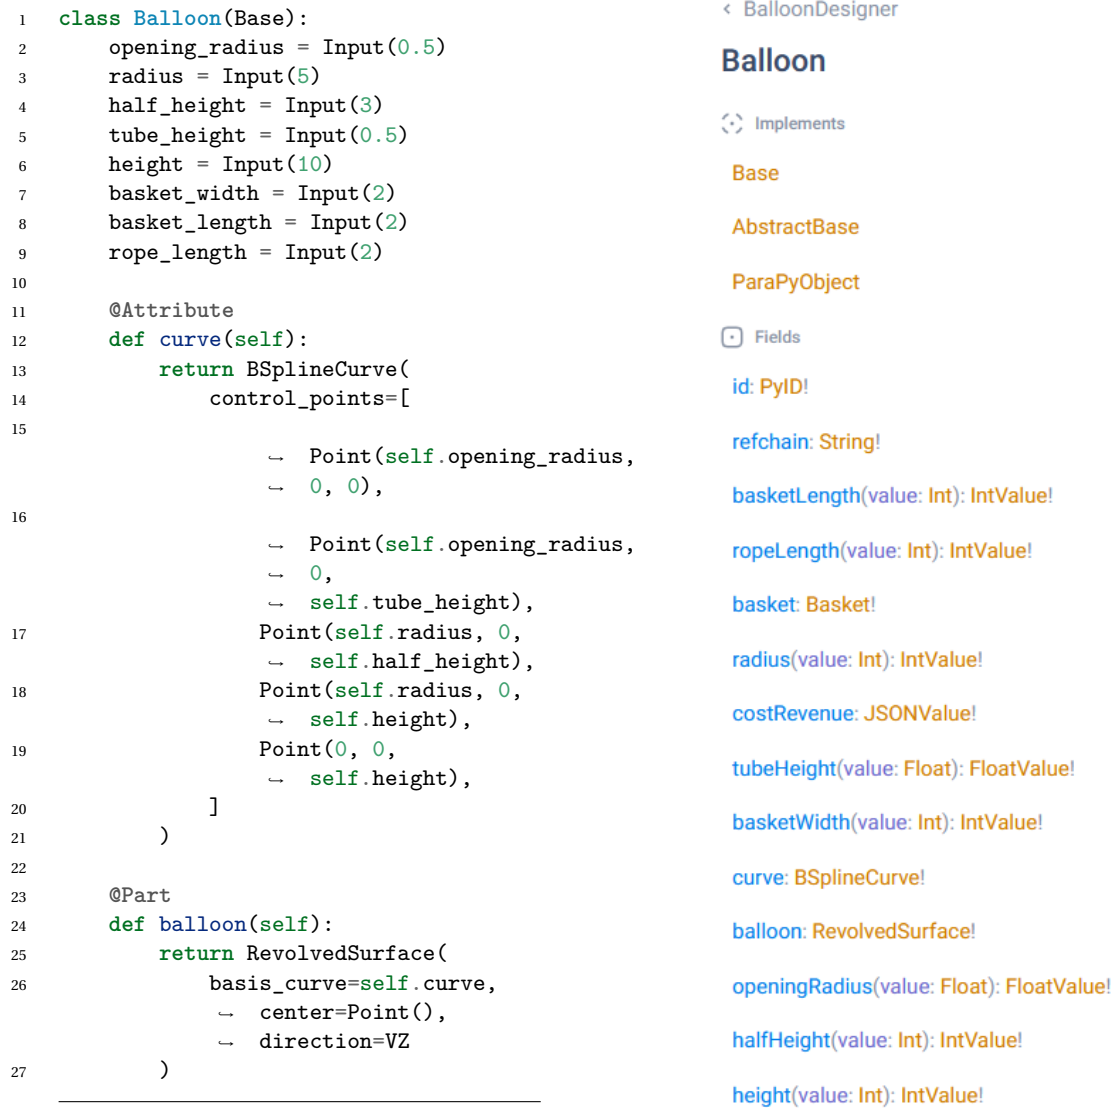 1 class Balloon(Base):
2     opening_radius = Input(0.5)
3     radius = Input(5)
4     half_height = Input(3)
5     tube_height = Input(0.5)
6     height = Input(10)
7     basket_width = Input(2)
8     basket_length = Input(2)
9     rope_length = Input(2)
10
11     @Attribute
12     def curve(self):
13         return BSplineCurve(
14             control_points=[
15
↪ Point(self.opening_radius,
↪ 0, 0),
16
↪ Point(self.opening_radius,
↪ 0,
↪ self.tube_height),
17                 Point(self.radius, 0,
↪ self.half_height),
18                 Point(self.radius, 0,
↪ self.height),
19                 Point(0, 0,
↪ self.height),
20             ]
21         )
22
23     @Part
24     def balloon(self):
25         return RevolvedSurface(
26             basis_curve=self.curve,
↪ center=Point(),
↪ direction=VZ
27         )
‹ BalloonDesigner
Balloon
Implements
Base
AbstractBase
ParaPyObject
Fields
id: PyID!
refchain: String!
basketLength(value: Int): IntValue!
ropeLength(value: Int): IntValue!
basket: Basket!
radius(value: Int): IntValue!
costRevenue: JSONValue!
tubeHeight(value: Float): FloatValue!
basketWidth(value: Int): IntValue!
curve: BSplineCurve!
balloon: RevolvedSurface!
openingRadius(value: Float): FloatValue!
halfHeight(value: Int): IntValue!
height(value: Int): IntValue!